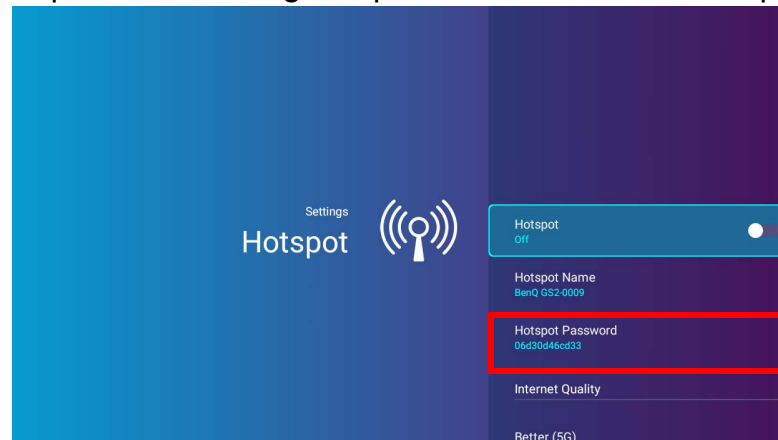 Settings
Hotspot
Hotspot
Off
Hotspot Name
BenQ GS2-0009
Hotspot Password
06d30d46cd33
Internet Quality
Better (5G)